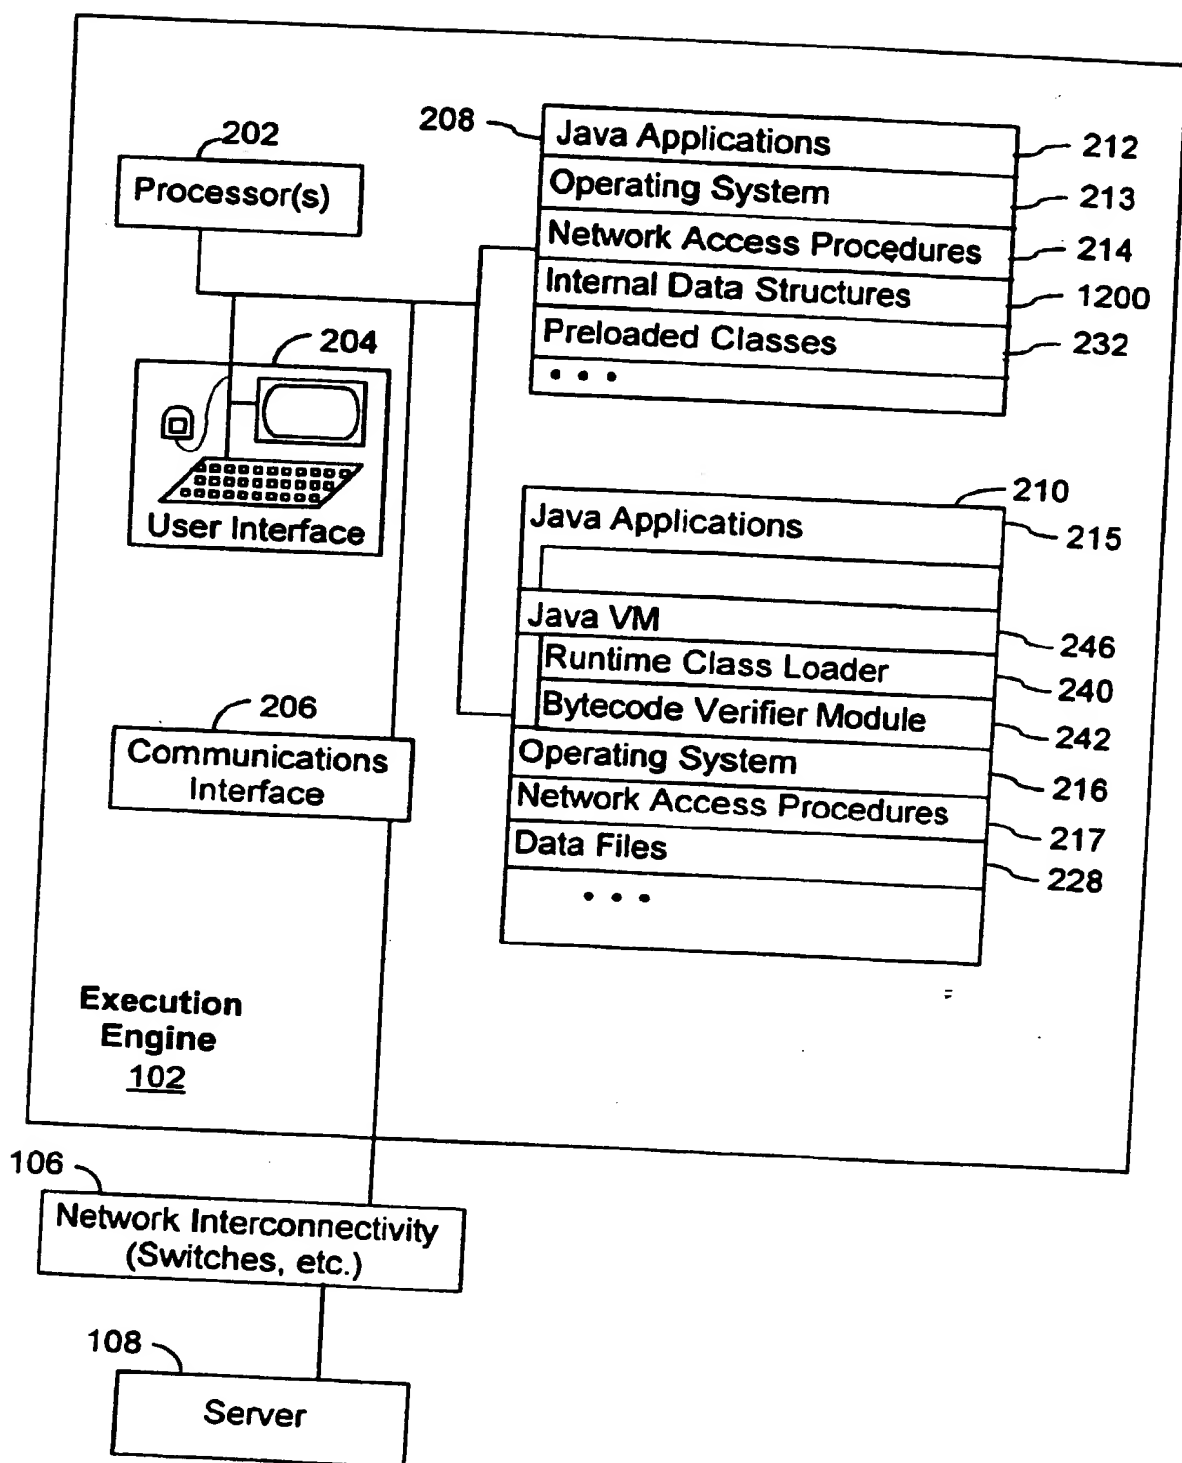 202
Processor(s)
208
Java Applications
212
Operating System
213
Network Access Procedures
214
Internal Data Structures
1200
Preloaded Classes
232
• • •
204
User Interface
210
Java Applications
215
Java VM
246
Runtime Class Loader
240
Bytecode Verifier Module
242
Operating System
216
Network Access Procedures
217
Data Files
228
• • •
206
Communications
Interface
Execution
Engine
102
106
Network Interconnectivity
(Switches, etc.)
108
Server